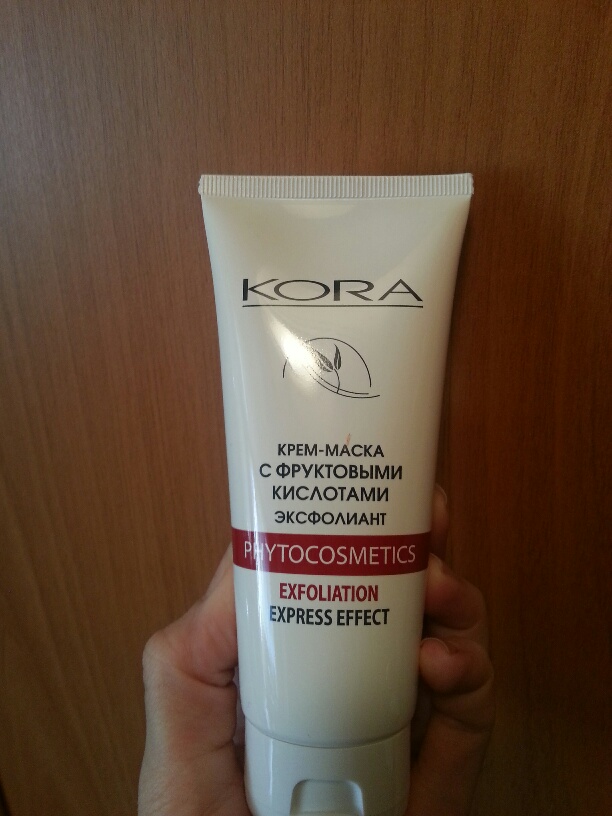 KORA
КРЕМ-МАСКА
С ФРУКТОВЫМИ
КИСЛОТАМИ
ЭКСФОЛИАНТ
PHYTOCOSMETICS
EXFOLIATION
EXPRESS EFFECT